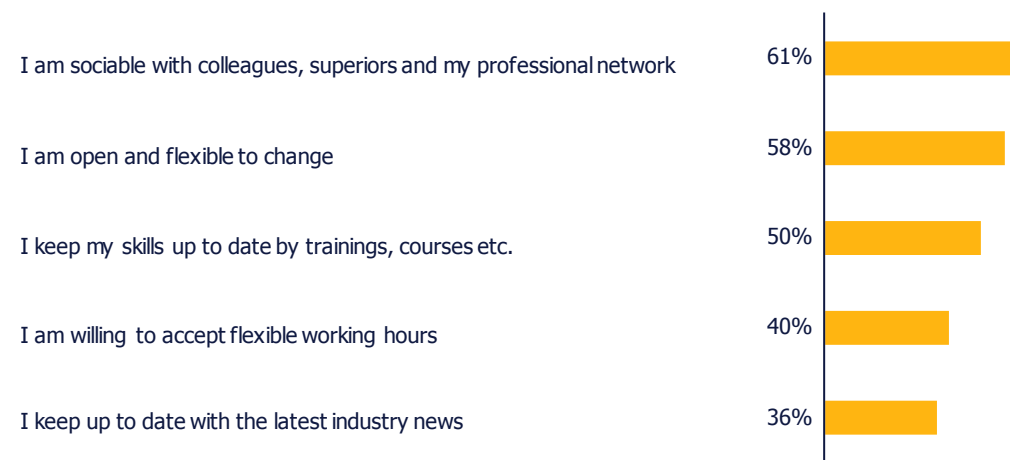 I am sociable with colleagues, superiors and my professional network 61%
I am open and flexible to change 58%
I keep my skills up to date by trainings, courses etc. 50%
I am willing to accept flexible working hours 40%
I keep up to date with the latest industry news 36%